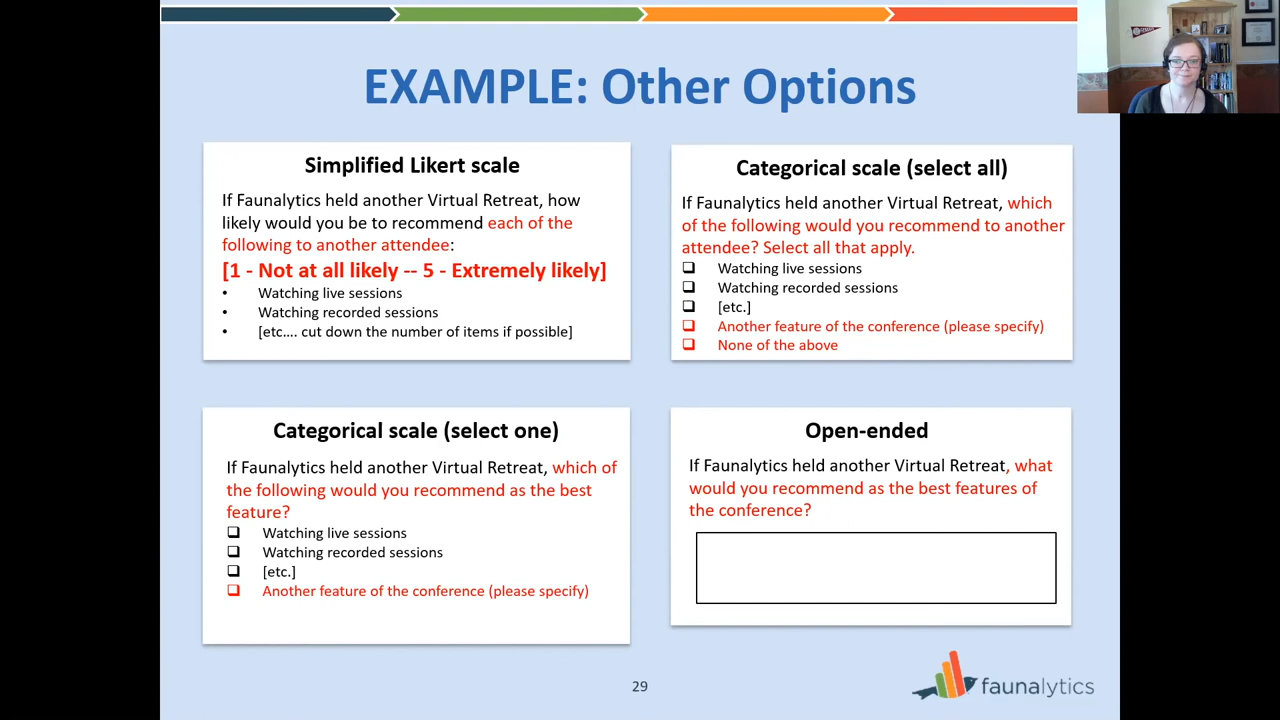 EXAMPLE: Other Options
Simplified Likert scale
If Faunalytics held another Virtual Retreat, how
likely would you be to recommend each of the
following to another attendee:
[1 - Not at all likely -- 5 - Extremely likely]
• Watching live sessions
• Watching recorded sessions
• [etc.... cut down the number of items if possible]
Categorical scale (select all)
If Faunalytics held another Virtual Retreat, which
of the following would you recommend to another
attendee? Select all that apply.
❑ Watching live sessions
❑ Watching recorded sessions
❑ [etc.]
❑ Another feature of the conference (please specify)
❑ None of the above
Categorical scale (select one)
If Faunalytics held another Virtual Retreat, which of
the following would you recommend as the best
feature?
❑ Watching live sessions
❑ Watching recorded sessions
❑ [etc.]
❑ Another feature of the conference (please specify)
Open-ended
If Faunalytics held another Virtual Retreat, what
would you recommend as the best features of
the conference?
29
faunalytics